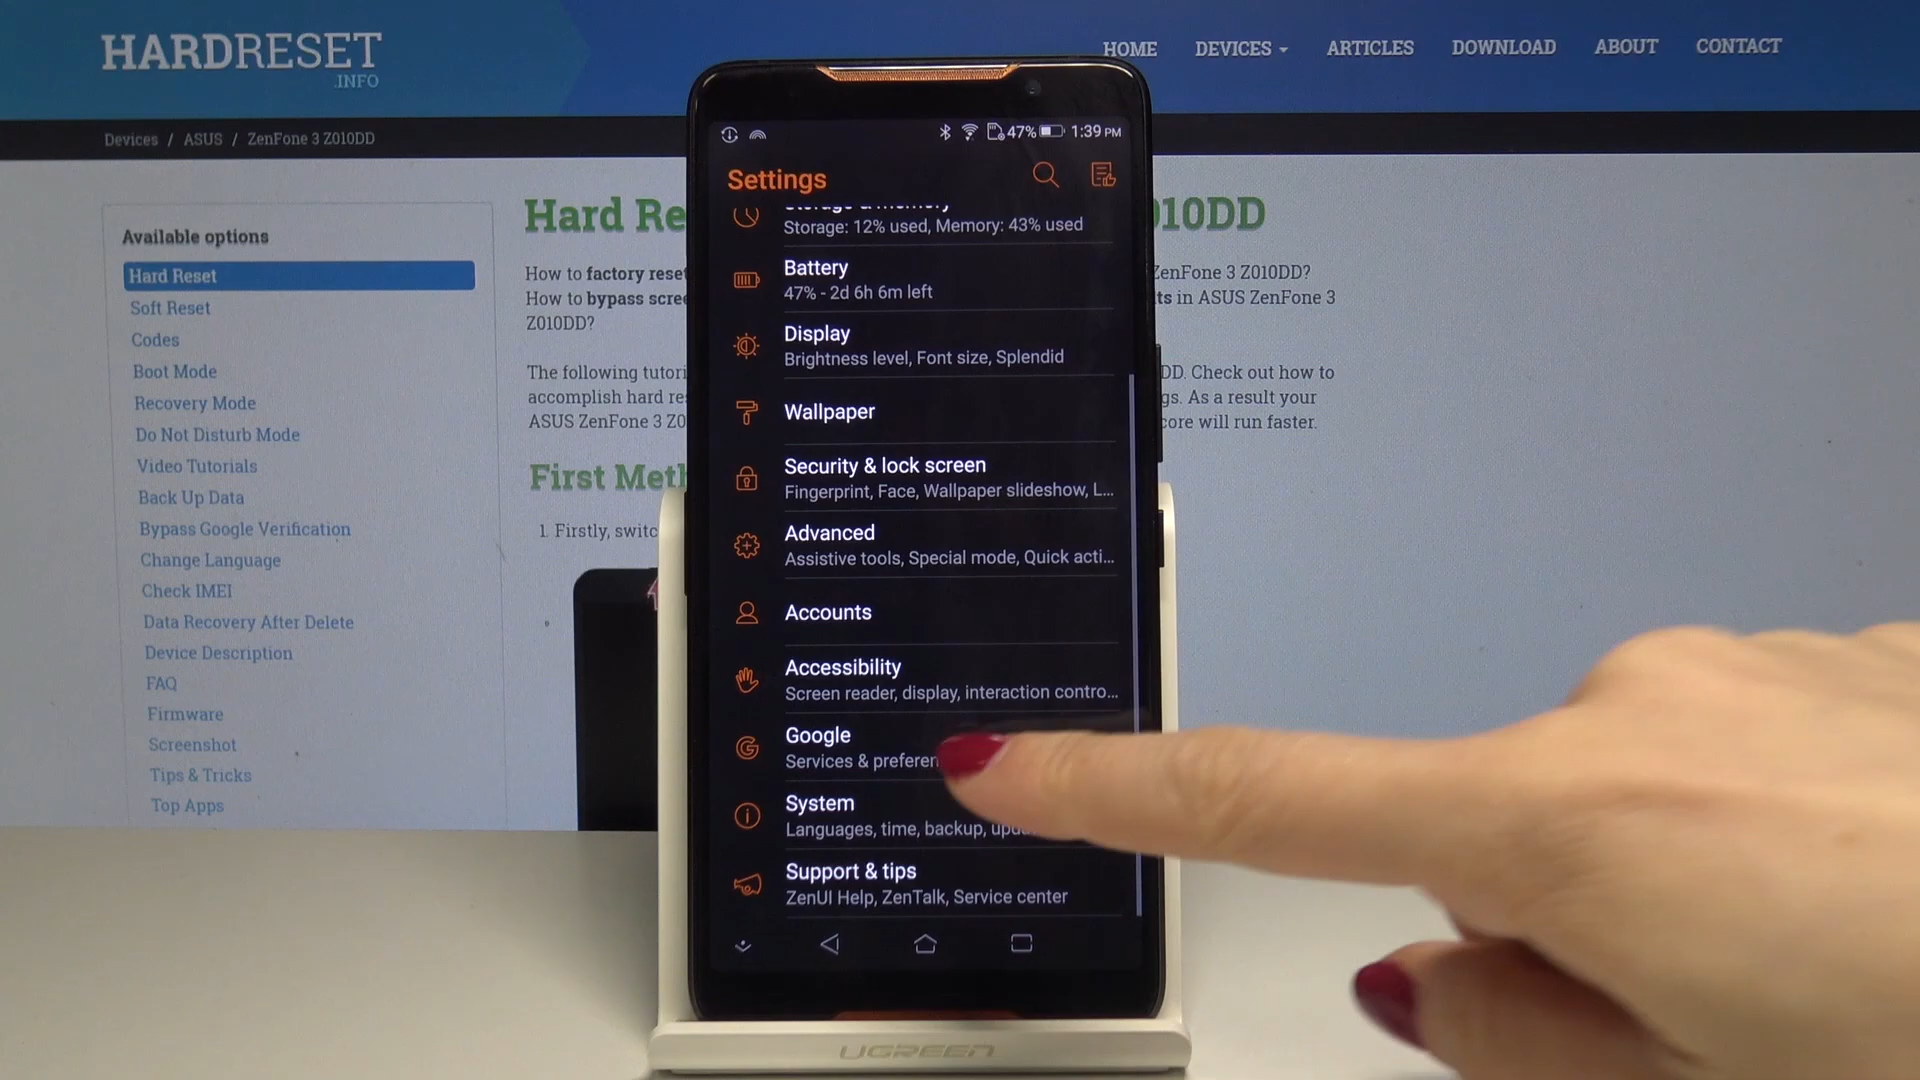 HARDRESET
.INFO
HOME DEVICES ARTICLES DOWNLOAD ABOUT CONTACT
Devices / ASUS / ZenFone 3 Z010DD
Available options
Hard Reset
Soft Reset
Codes
Boot Mode
Recovery Mode
Do Not Disturb Mode
Video Tutorials
Back Up Data
Bypass Google Verification
Change Language
Check IMEI
Data Recovery After Delete
Device Description
FAQ
Firmware
Screenshot
Tips & Tricks
Top Apps
Hard Re
010DD
How to factory reset
ZenFone 3 Z010DD?
How to bypass scre
ts in ASUS ZenFone 3
Z010DD?
The following tutori
DD. Check out how to
accomplish hard re
gs. As a result your
ASUS ZenFone 3 Z0
core will run faster.
First Meth
1. Firstly, switc
47% 1:39 PM
Settings
Storage & memory
Storage: 12% used, Memory: 43% used
Battery
47% - 2d 6h 6m left
Display
Brightness level, Font size, Splendid
Wallpaper
Security & lock screen
Fingerprint, Face, Wallpaper slideshow, L...
Advanced
Assistive tools, Special mode, Quick acti...
Accounts
Accessibility
Screen reader, display, interaction contro...
Google
Services & preferen
System
Languages, time, backup, upd
Support & tips
ZenUI Help, ZenTalk, Service center
UGREEN